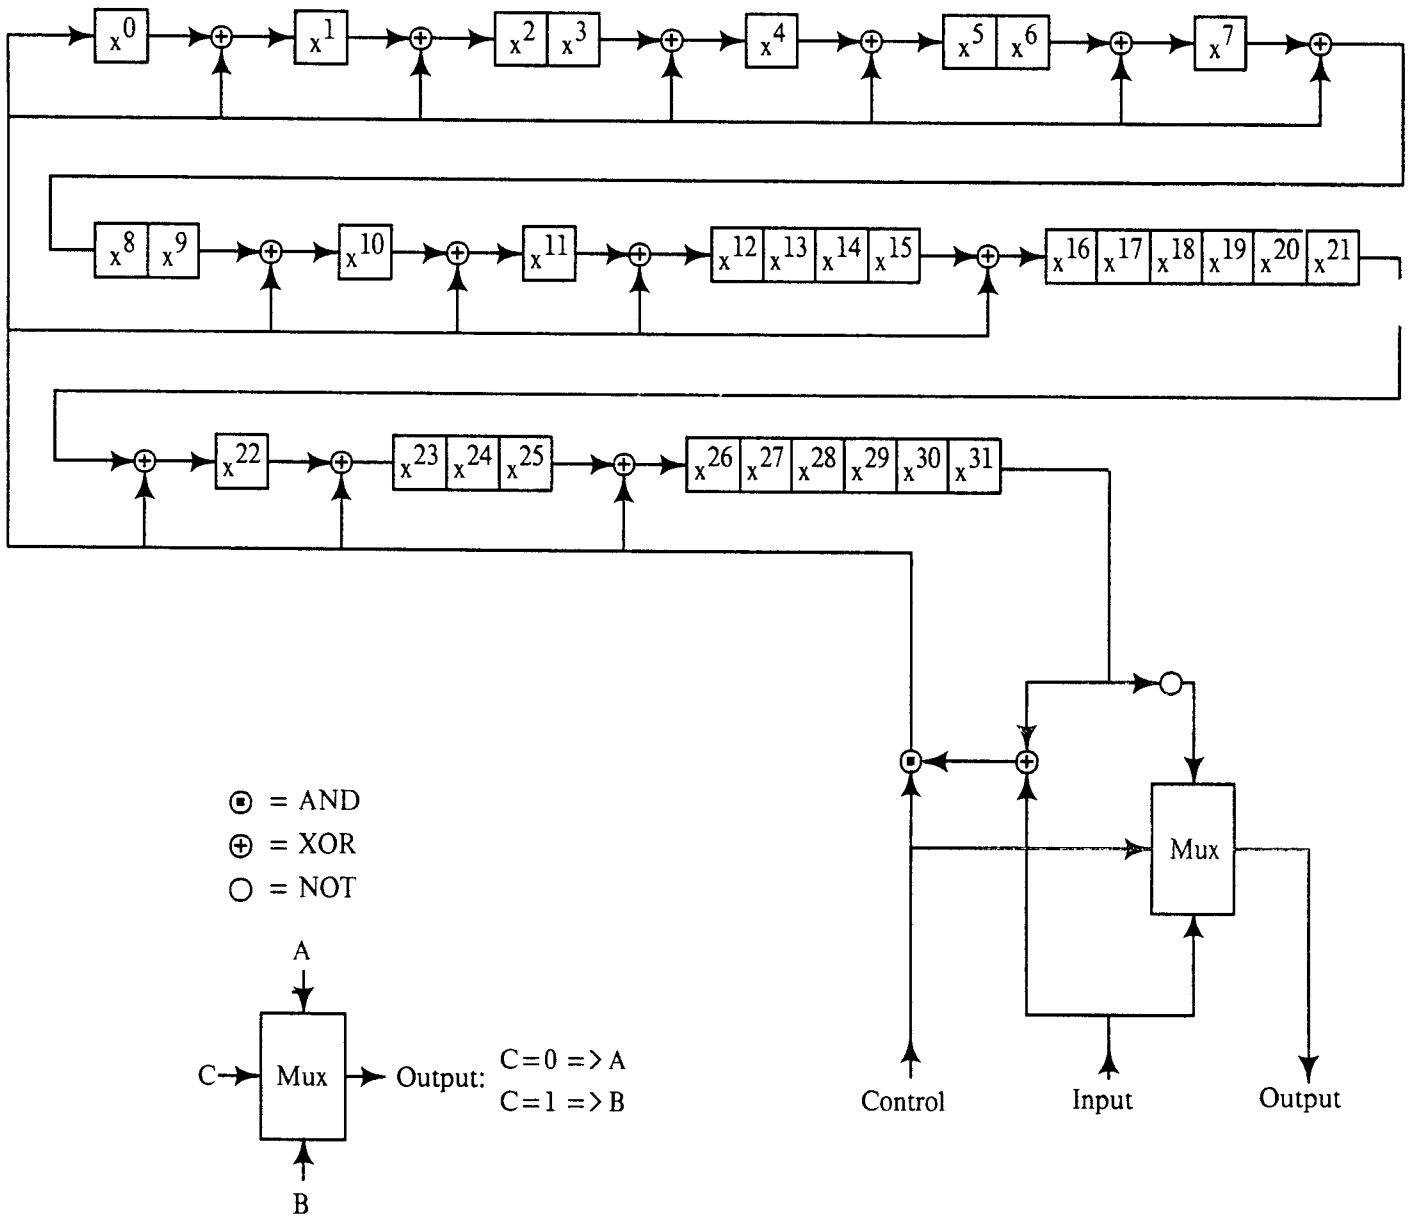 x⁰ x¹ x² x³ x⁴ x⁵ x⁶ x⁷
x⁸ x⁹ x¹⁰ x¹¹ x¹² x¹³ x¹⁴ x¹⁵ x¹⁶ x¹⁷ x¹⁸ x¹⁹ x²⁰ x²¹
x²² x²³ x²⁴ x²⁵ x²⁶ x²⁷ x²⁸ x²⁹ x³⁰ x³¹
= AND
= XOR
= NOT
Mux
Control
Input
Output
A
C
Mux
Output:
C=0 =>A
C=1 =>B
B